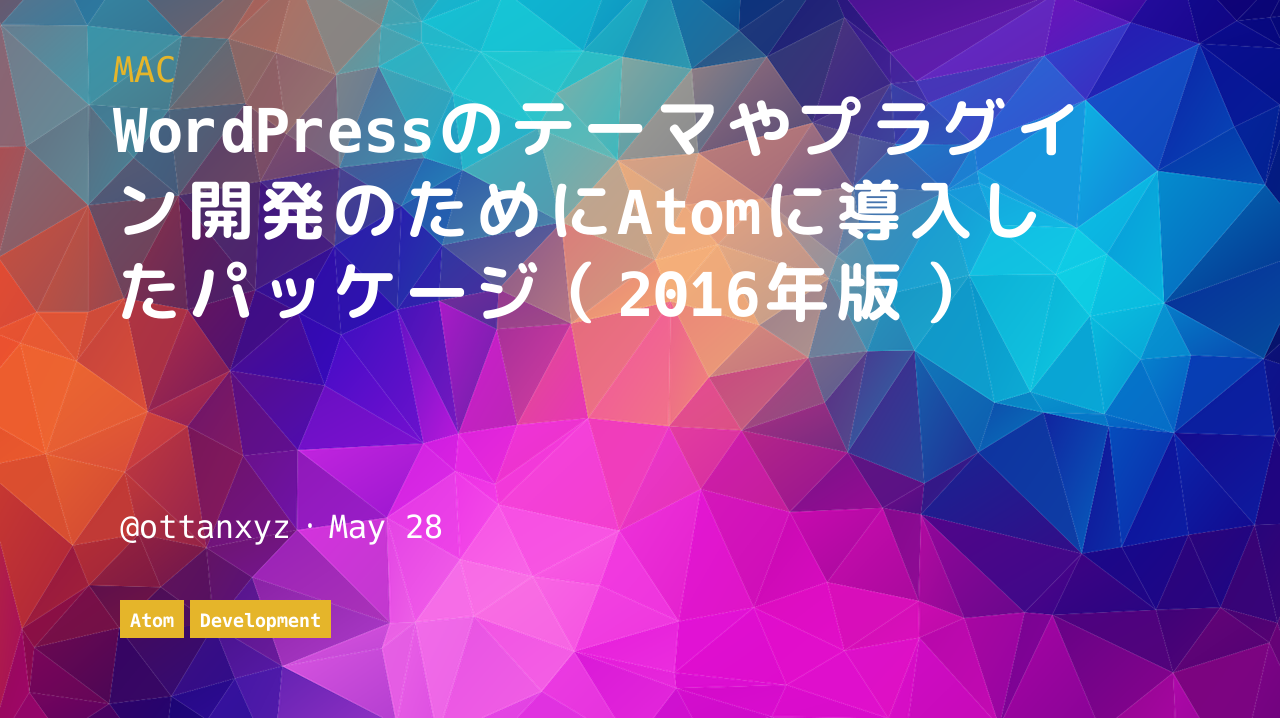 MAC
WordPressのテーマやプラグイ
ン開発のためにAtomに導入し
たパッケージ（2016年版）
@ottanxyz・May 28
Atom Development